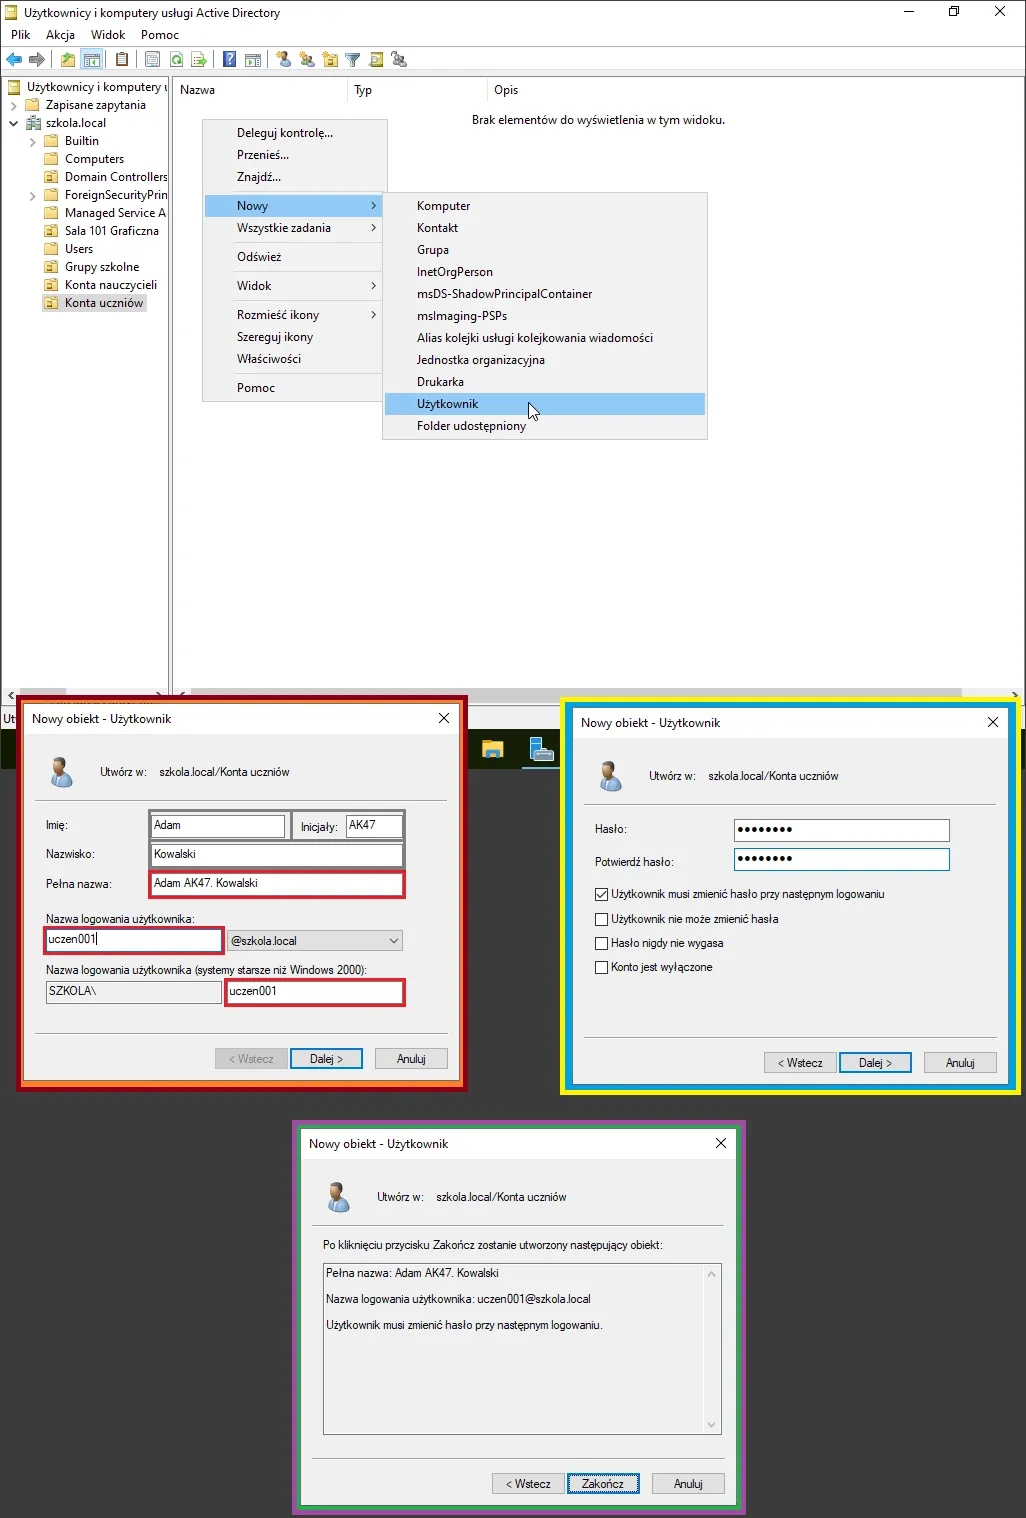 Użytkownicy i komputery usługi Active Directory
Plik Akcja Widok Pomoc
Użytkownicy i komputery
Zapisane zapytania
szkola.local
Builtin
Computers
Domain Controllers
ForeignSecurityPrin
Managed Service A
Sala 101 Graficzna
Users
Grupy szkolne
Konta nauczycieli
Konta uczniów
Nazwa Typ Opis
Brak elementów do wyświetlenia w tym widoku.
Deleguj kontrolę...
Przenieś...
Znajdź...
Nowy
Wszystkie zadania
Odśwież
Widok
Rozmieść ikony
Szereguj ikony
Właściwości
Pomoc
Komputer
Kontakt
Grupa
InetOrgPerson
msDS-ShadowPrincipalContainer
msImaging-PSPs
Alias kolejki usługi kolejkowania wiadomości
Jednostka organizacyjna
Drukarka
Użytkownik
Folder udostępniony
Nowy obiekt - Użytkownik
Utwórz w: szkola.local/Konta uczniów
Imię: Adam Inicjały: AK47
Nazwisko: Kowalski
Pełna nazwa: Adam AK47. Kowalski
Nazwa logowania użytkownika:
uczen001 @szkola.local
Nazwa logowania użytkownika (systemy starsze niż Windows 2000):
SZKOLA\ uczen001
< Wstecz Dalej > Anuluj
Nowy obiekt - Użytkownik
Utwórz w: szkola.local/Konta uczniów
Hasło: ●●●●●●●●
Potwierdź hasło: ●●●●●●●●
Użytkownik musi zmienić hasło przy następnym logowaniu
Użytkownik nie może zmienić hasła
Hasło nigdy nie wygasa
Konto jest wyłączone
< Wstecz Dalej > Anuluj
Nowy obiekt - Użytkownik
Utwórz w: szkola.local/Konta uczniów
Po kliknięciu przycisku Zakończ zostanie utworzony następujący obiekt:
Pełna nazwa: Adam AK47. Kowalski
Nazwa logowania użytkownika: uczen001@szkola.local
Użytkownik musi zmienić hasło przy następnym logowaniu.
< Wstecz Zakończ Anuluj